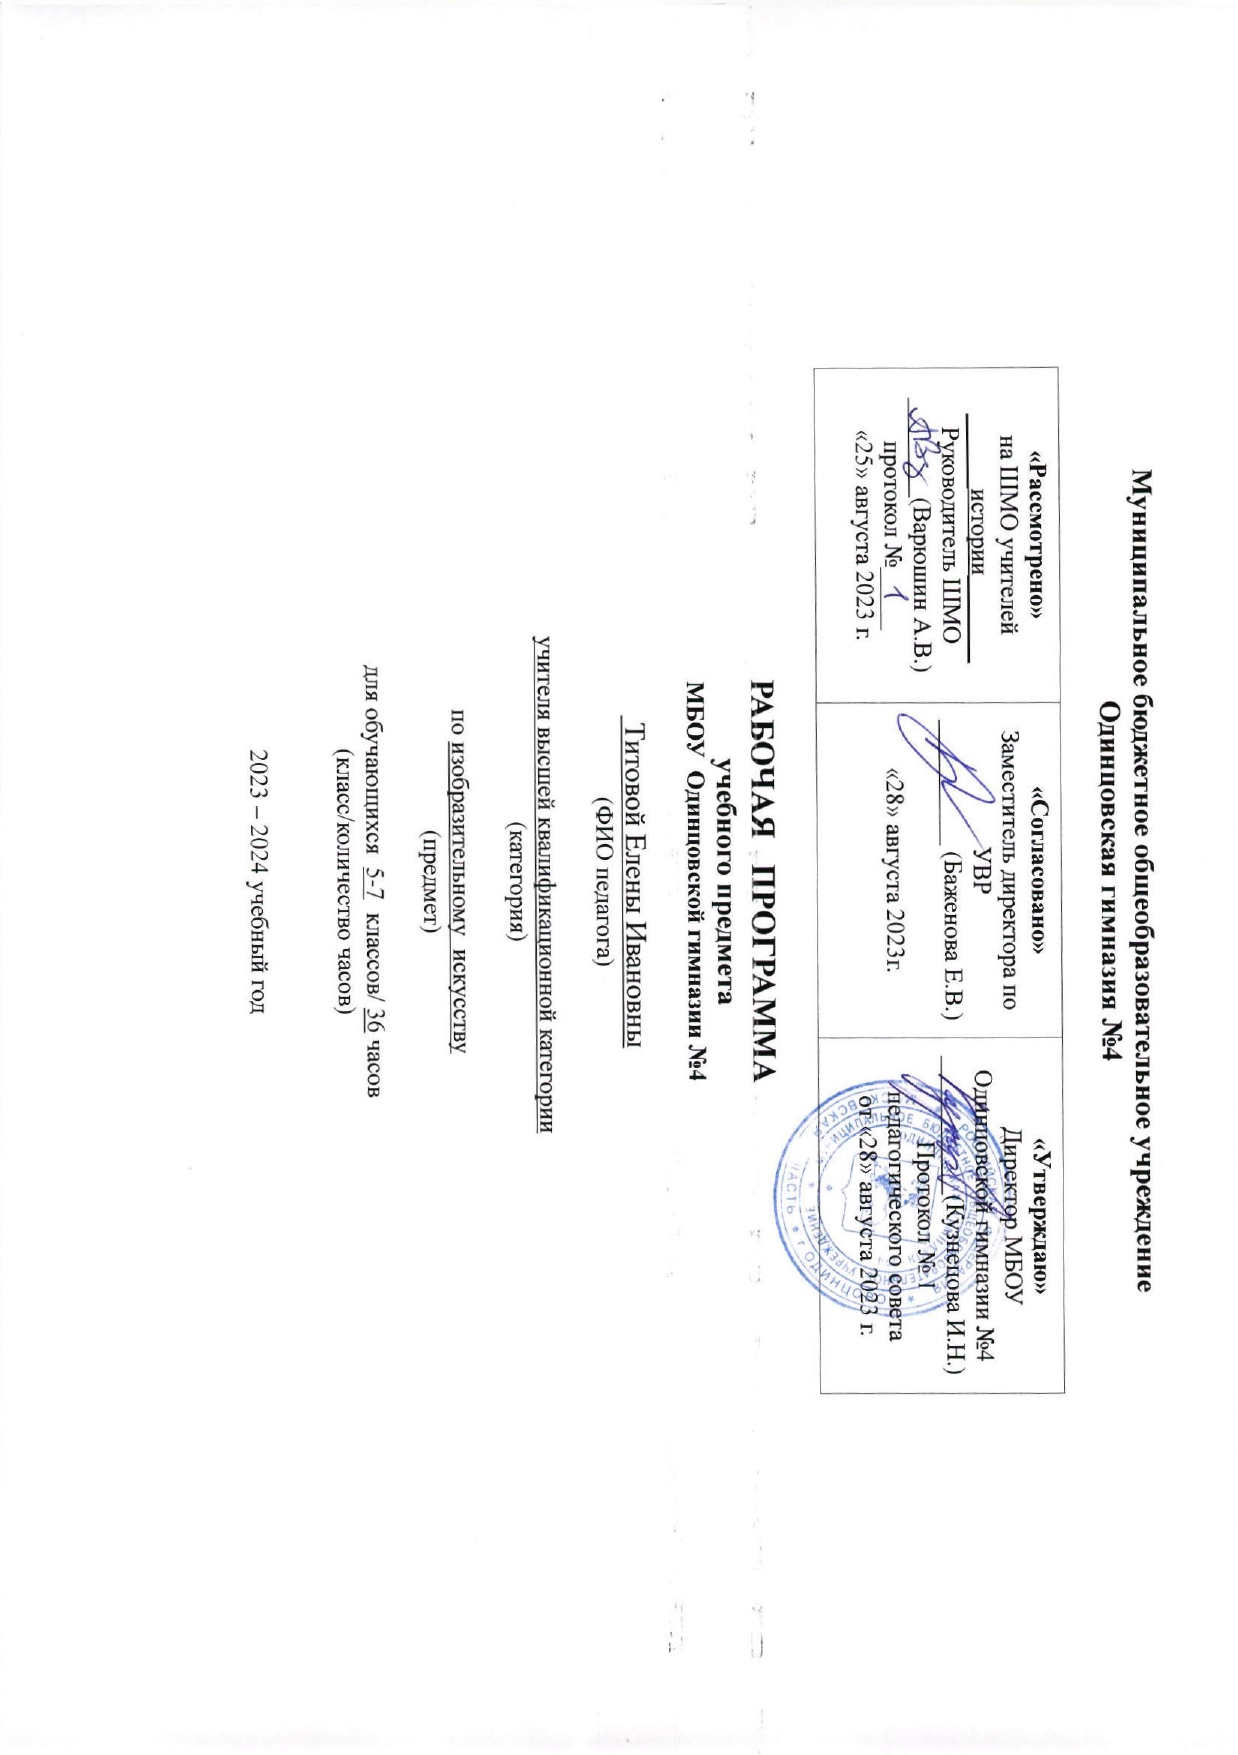 Муниципальное бюджетное общеобразовательное учреждение
Одинцовская гимназия №4
«Рассмотрено»
на ШМО учителей
истории
Руководитель ШМО
(Варюшин А.В.)
протокол № 1
«25» августа 2023 г.
«Согласовано»
Заместитель директора по
УВР
(Баженова Е.В.)
«28» августа 2023г.
«Утверждаю»
Директор МБОУ
Одинцовской гимназии №4
(Кузнецова И.Н.)
Протокол № 1
педагогического совета
от «28» августа 2023 г.
РАБОЧАЯ ПРОГРАММА
учебного предмета
МБОУ Одинцовской гимназии №4
Титовой Елены Ивановны
(ФИО педагога)
учителя высшей квалификационной категории
(категория)
по изобразительному искусству
(предмет)
для обучающихся 5-7 классов/ 36 часов
(класс/количество часов)
2023 – 2024 учебный год